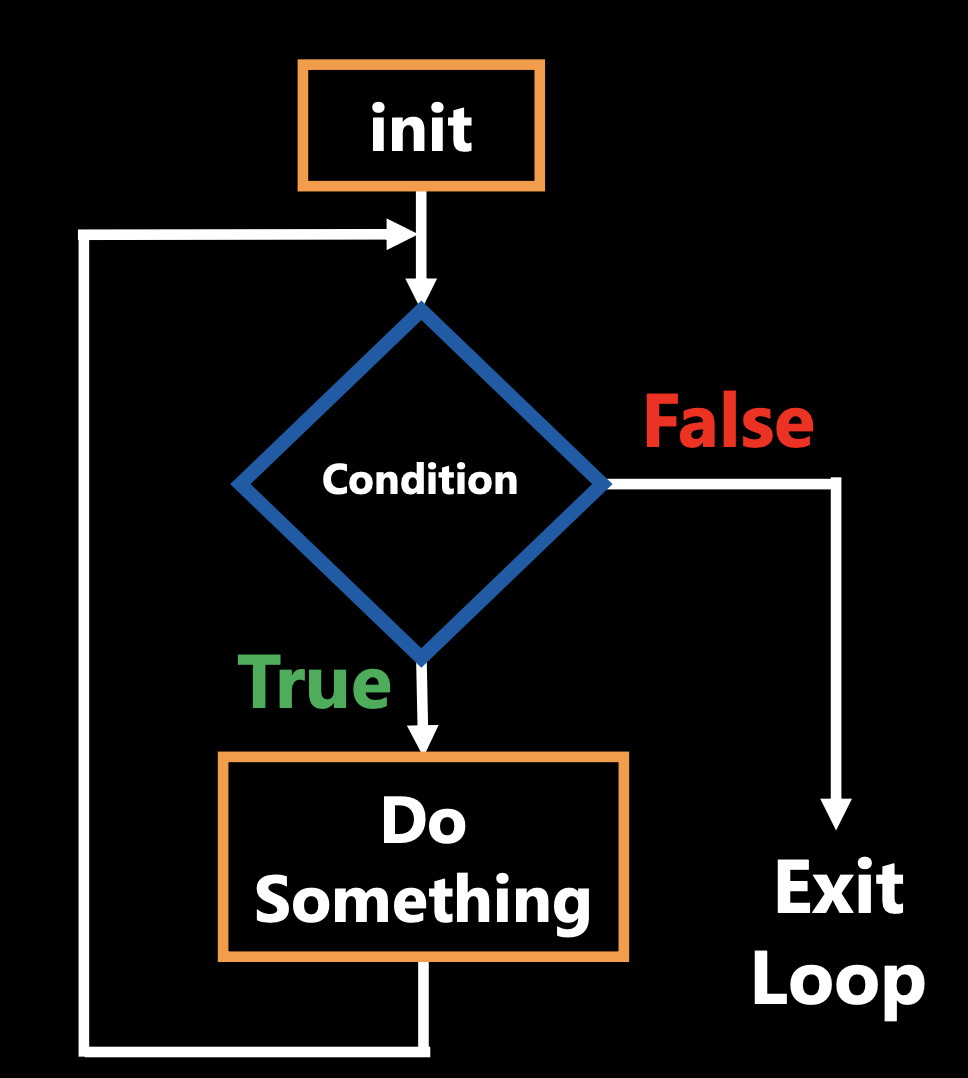 init
Condition
False
True
Do
Something
Exit
Loop